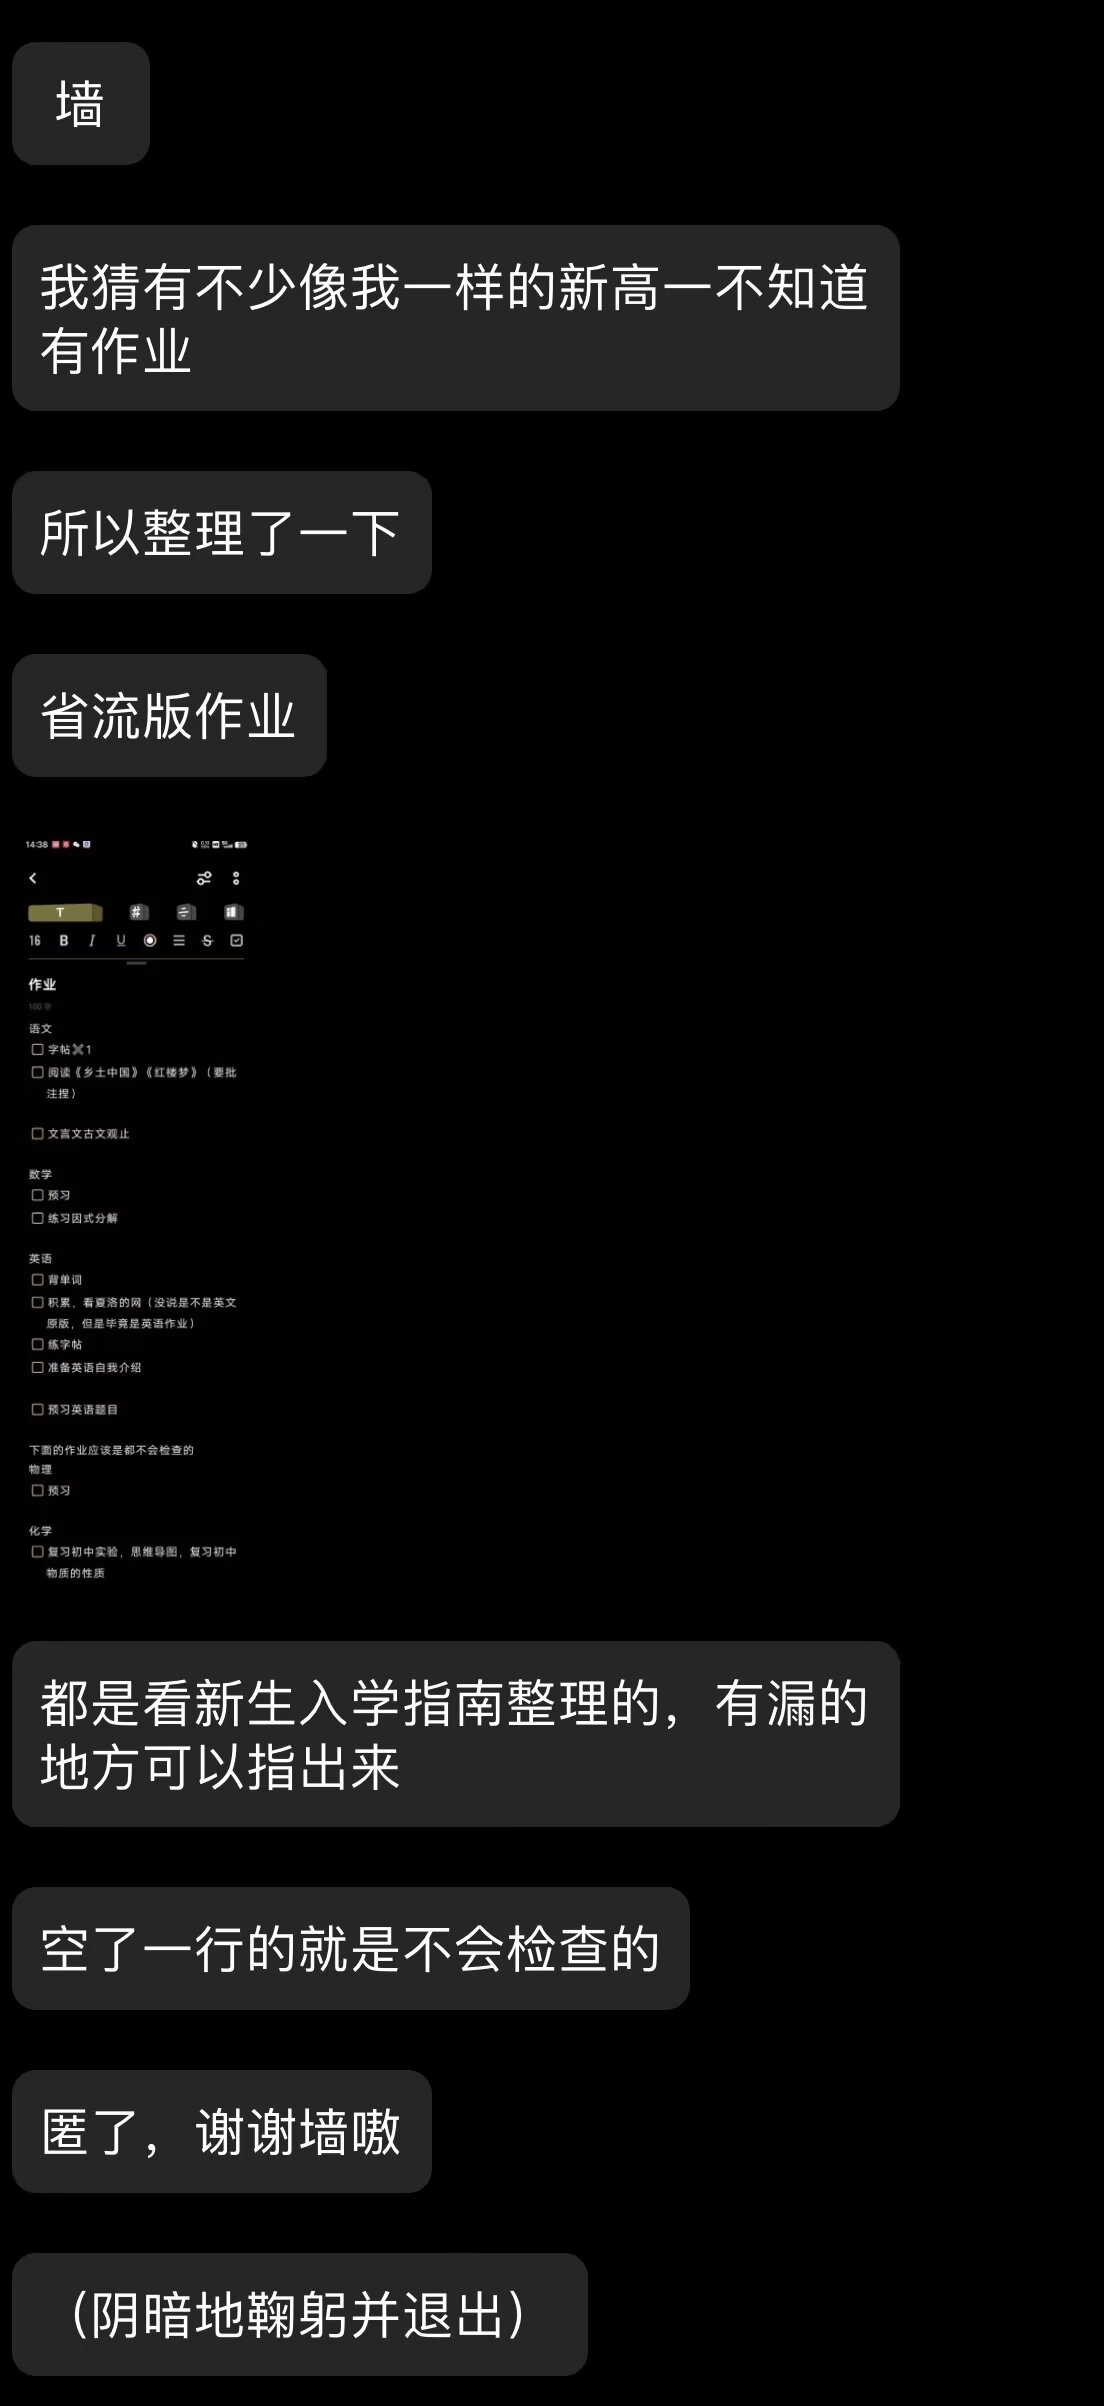 墙
我猜有不少像我一样的新高一不知道
有作业
所以整理了一下
省流版作业
14:38
T
#
16 B I U S
作业
语文
字帖✖1
阅读《乡土中国》《红楼梦》（要批
注捏）
文言文古文观止
数学
预习
练习因式分解
英语
背单词
积累，看夏洛的网（没说是不是英文
原版，但是毕竟是英语作业）
练字帖
准备英语自我介绍
预习英语题目
下面的作业应该是都不会检查的
物理
预习
化学
复习初中实验，思维导图，复习初中
物质的性质
都是看新生入学指南整理的，有漏的
地方可以指出来
空了一行的就是不会检查的
匿了，谢谢墙嗷
（阴暗地鞠躬并退出）